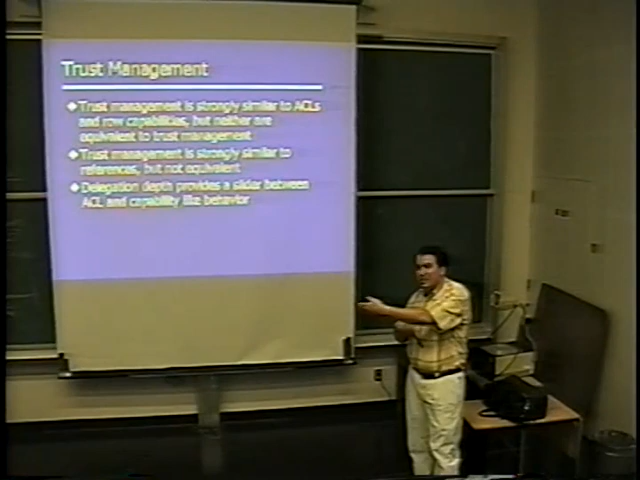 Trust Management
Trust management is strongly similar to ACLs
and row capabilities, but neither are
equivalent to trust management
Trust management is strongly similar to
references, but not equivalent
Delegation depth provides a slider between
ACL and capability like behavior